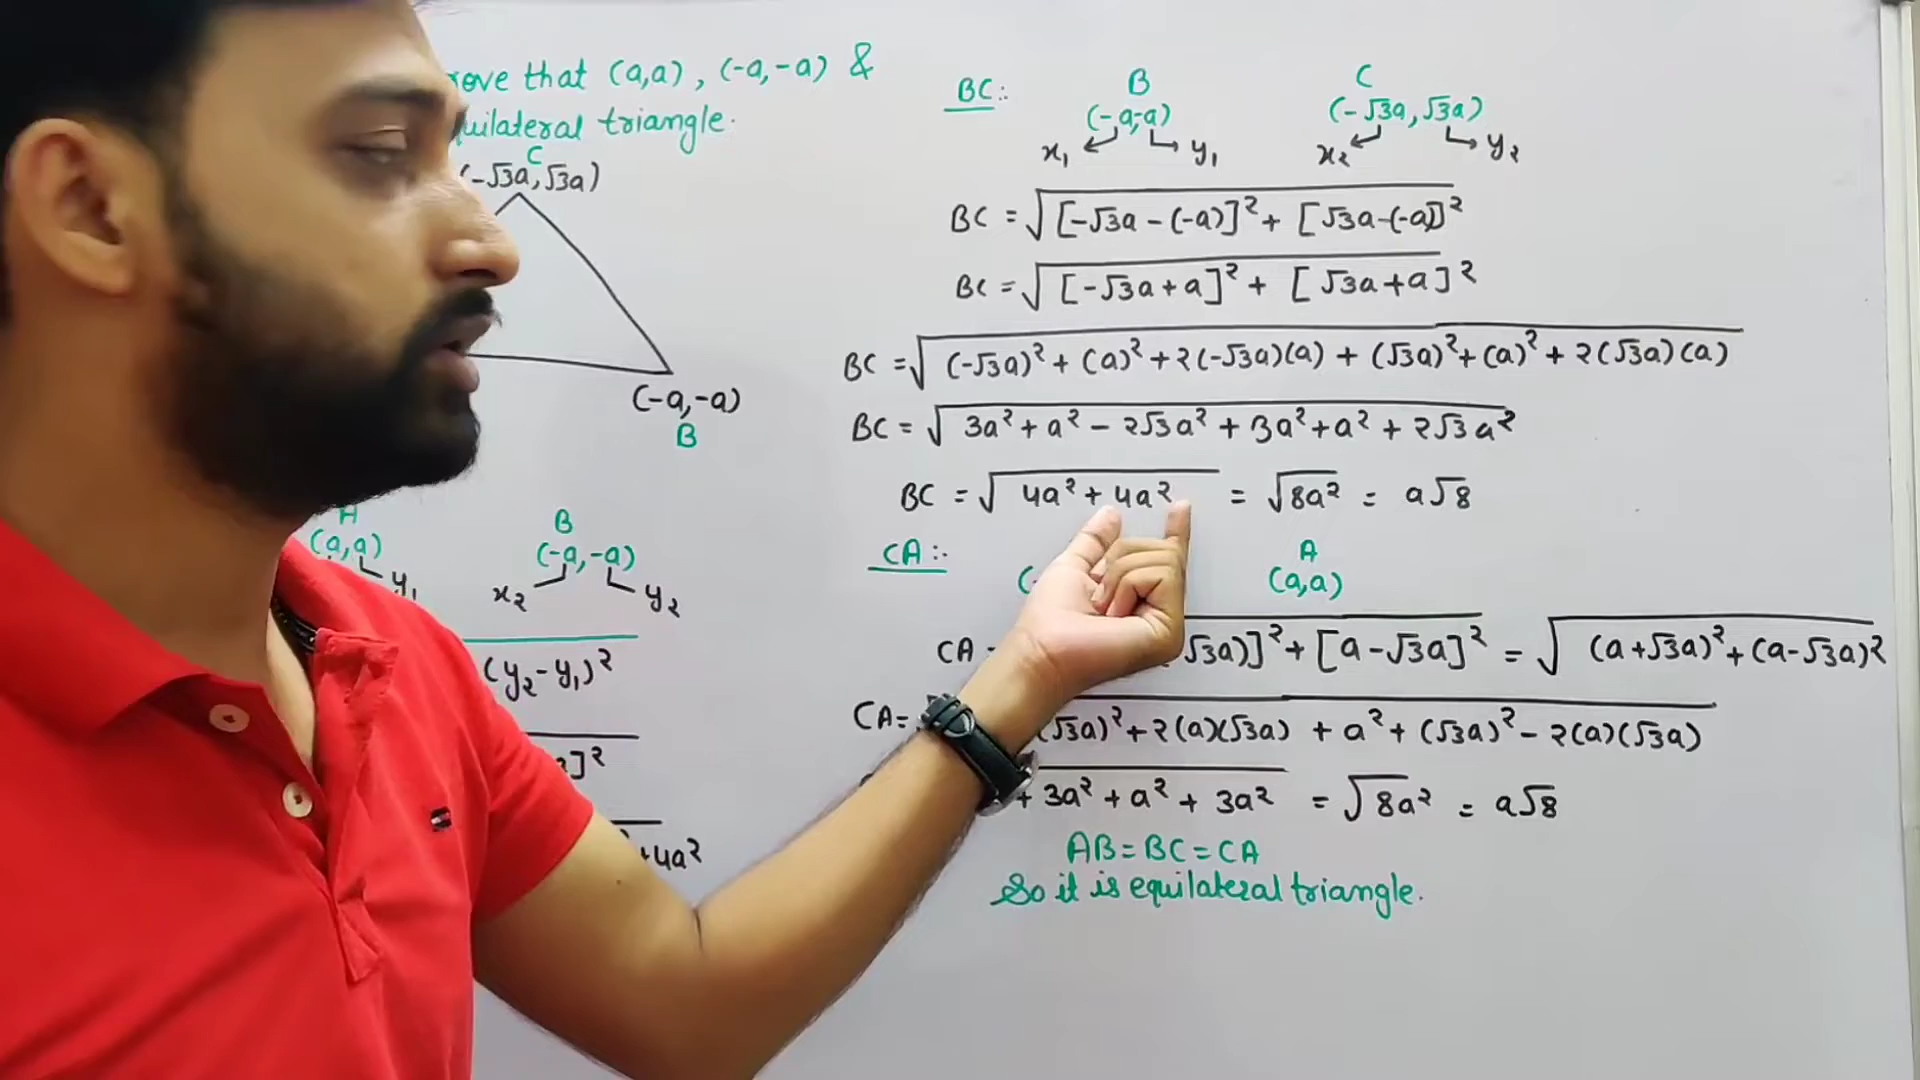 that (a,a), (-a,-a) &
triangle.
C
(-√3a, √3a)
(-a,-a)
B
A
(a,a)
y₁
B
(-a,-a)
x₂ y₂
(y₂-y₁)²
]²
+4a²
BC:-
B
(-a,-a)
x₁ y₁
C
(-√3a, √3a)
x₂ y₂
BC = √[-√3a - (-a)]² + [√3a-(-a)]²
BC = √[-√3a + a]² + [√3a+a]²
BC = √(-√3a)² + (a)² + 2(-√3a)(a) + (√3a)² + (a)² + 2(√3a)(a)
BC = √3a² + a² - 2√3a² + 3a² + a² + 2√3a²
BC = √4a² + 4a² = √8a² = a√8
CA:-
A
(a,a)
CA = √3a)]² + [a-√3a]² = √(a+√3a)² + (a-√3a)²
CA = √3a)² + 2(a)(√3a) + a² + (√3a)² - 2(a)(√3a)
+ 3a² + a² + 3a² = √8a² = a√8
AB = BC = CA
So it is equilateral triangle.